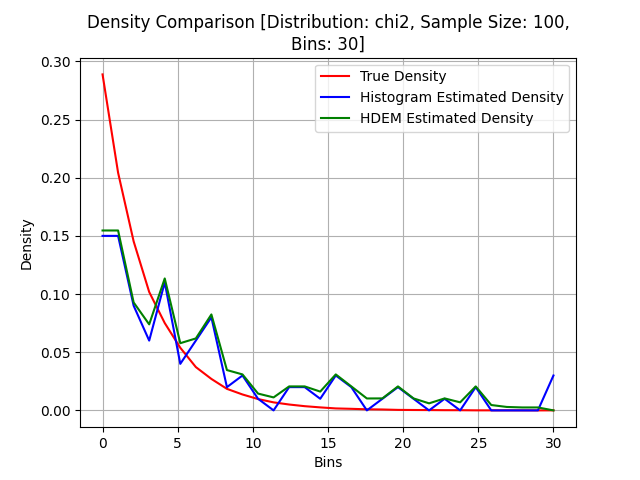 Density Comparison [Distribution: chi2, Sample Size: 100,
Bins: 30]
True Density
Histogram Estimated Density
HDEM Estimated Density
Density
0.30
0.25
0.20
0.15
0.10
0.05
0.00
0 5 10 15 20 25 30
Bins